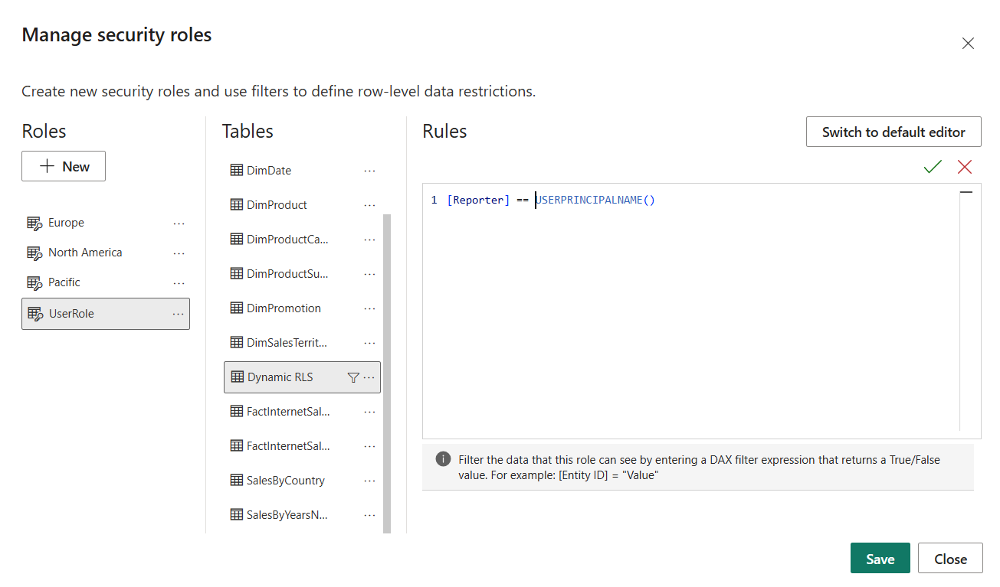 Manage security roles
Create new security roles and use filters to define row-level data restrictions.
Roles
New
Europe
North America
Pacific
UserRole
Tables
DimDate
DimProduct
DimProductCa...
DimProductSu...
DimPromotion
DimSalesTerrit...
Dynamic RLS
FactInternetSal...
FactInternetSal...
SalesByCountry
SalesByYearsN...
Rules
Switch to default editor
1 [Reporter] == USERPRINCIPALNAME()
Filter the data that this role can see by entering a DAX filter expression that returns a True/False
value. For example: [Entity ID] = "Value"
Save
Close